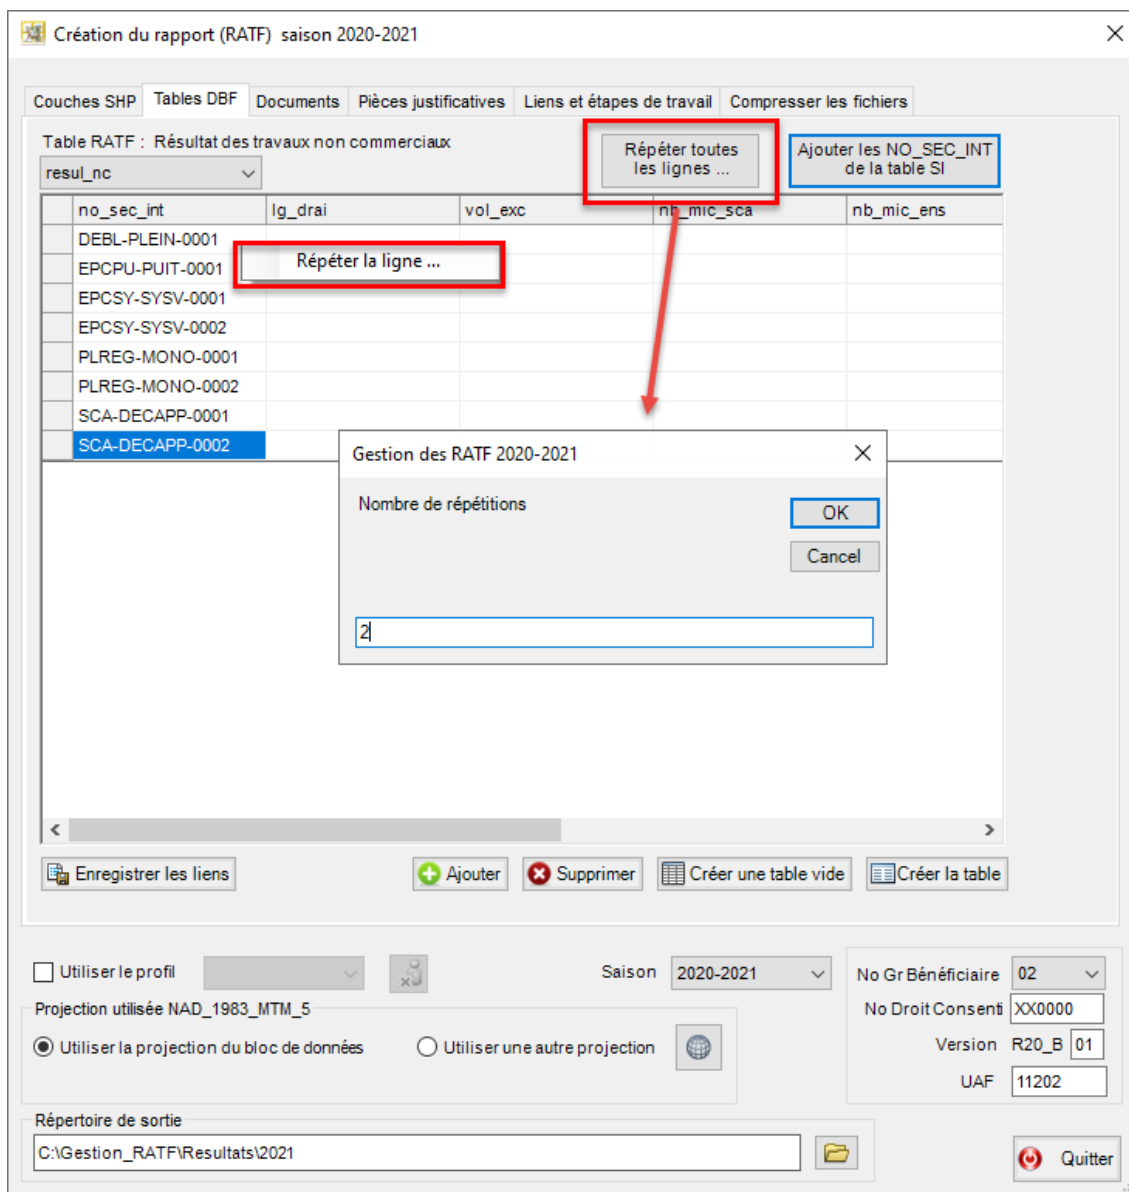 Création du rapport (RATF) saison 2020-2021
Couches SHP Tables DBF Documents Pièces justificatives Liens et étapes de travail Compresser les fichiers
Table RATF : Résultat des travaux non commerciaux
resul_nc
Répéter toutes
les lignes ...
Ajouter les NO_SEC_INT
de la table SI
no_sec_int lg_drai vol_exc nb_mic_sca nb_mic_ens
DEBL-PLEIN-0001
Répéter la ligne ...
EPCPU-PUIT-0001
EPCSY-SYSV-0001
EPCSY-SYSV-0002
PLREG-MONO-0001
PLREG-MONO-0002
SCA-DECAPP-0001
SCA-DECAPP-0002
Gestion des RATF 2020-2021
Nombre de répétitions
OK
Cancel
2
Enregistrer les liens Ajouter Supprimer Créer une table vide Créer la table
Utiliser le profil
Saison 2020-2021
No Gr Bénéficiaire 02
No Droit Consenti XX0000
Version R20_B 01
UAF 11202
Projection utilisée NAD_1983_MTM_5
Utiliser la projection du bloc de données Utiliser une autre projection
Répertoire de sortie
C:\Gestion_RATF\Resultats\2021
Quitter